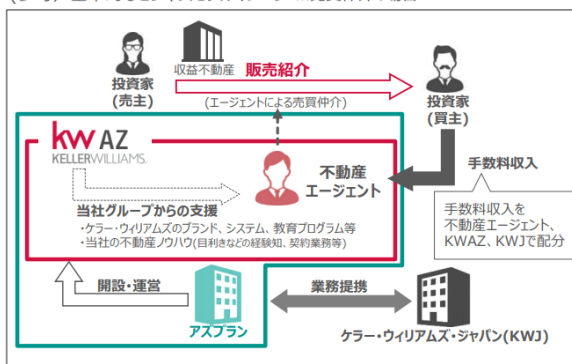 投資家
(売主)
収益不動産
販売紹介
(エージェントによる売買仲介)
投資家
(買主)
kw AZ
KELLERWILLIAMS.
不動産
エージェント
当社グループからの支援
・ケラー・ウィリアムズのブランド、システム、教育プログラム等
・当社の不動産ノウハウ(目利きなどの経験知、契約業務等)
手数料収入
手数料収入を
不動産エージェント、
KWAZ、KWJで配分
開設・運営
アズプラン
業務提携
ケラー・ウィリアムズ・ジャパン(KWJ)